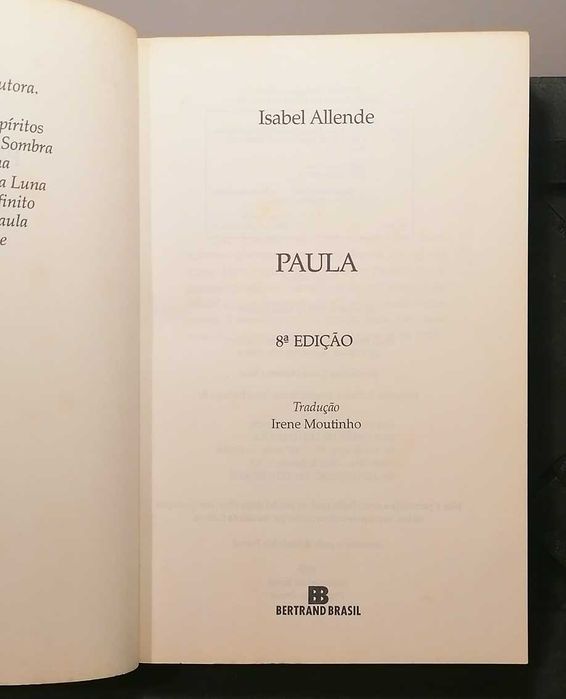 utora.
píritos
Sombra
a Luna
finito
aula
e
Isabel Allende
PAULA
8ª EDIÇÃO
Tradução
Irene Moutinho
BB
BERTRAND BRASIL